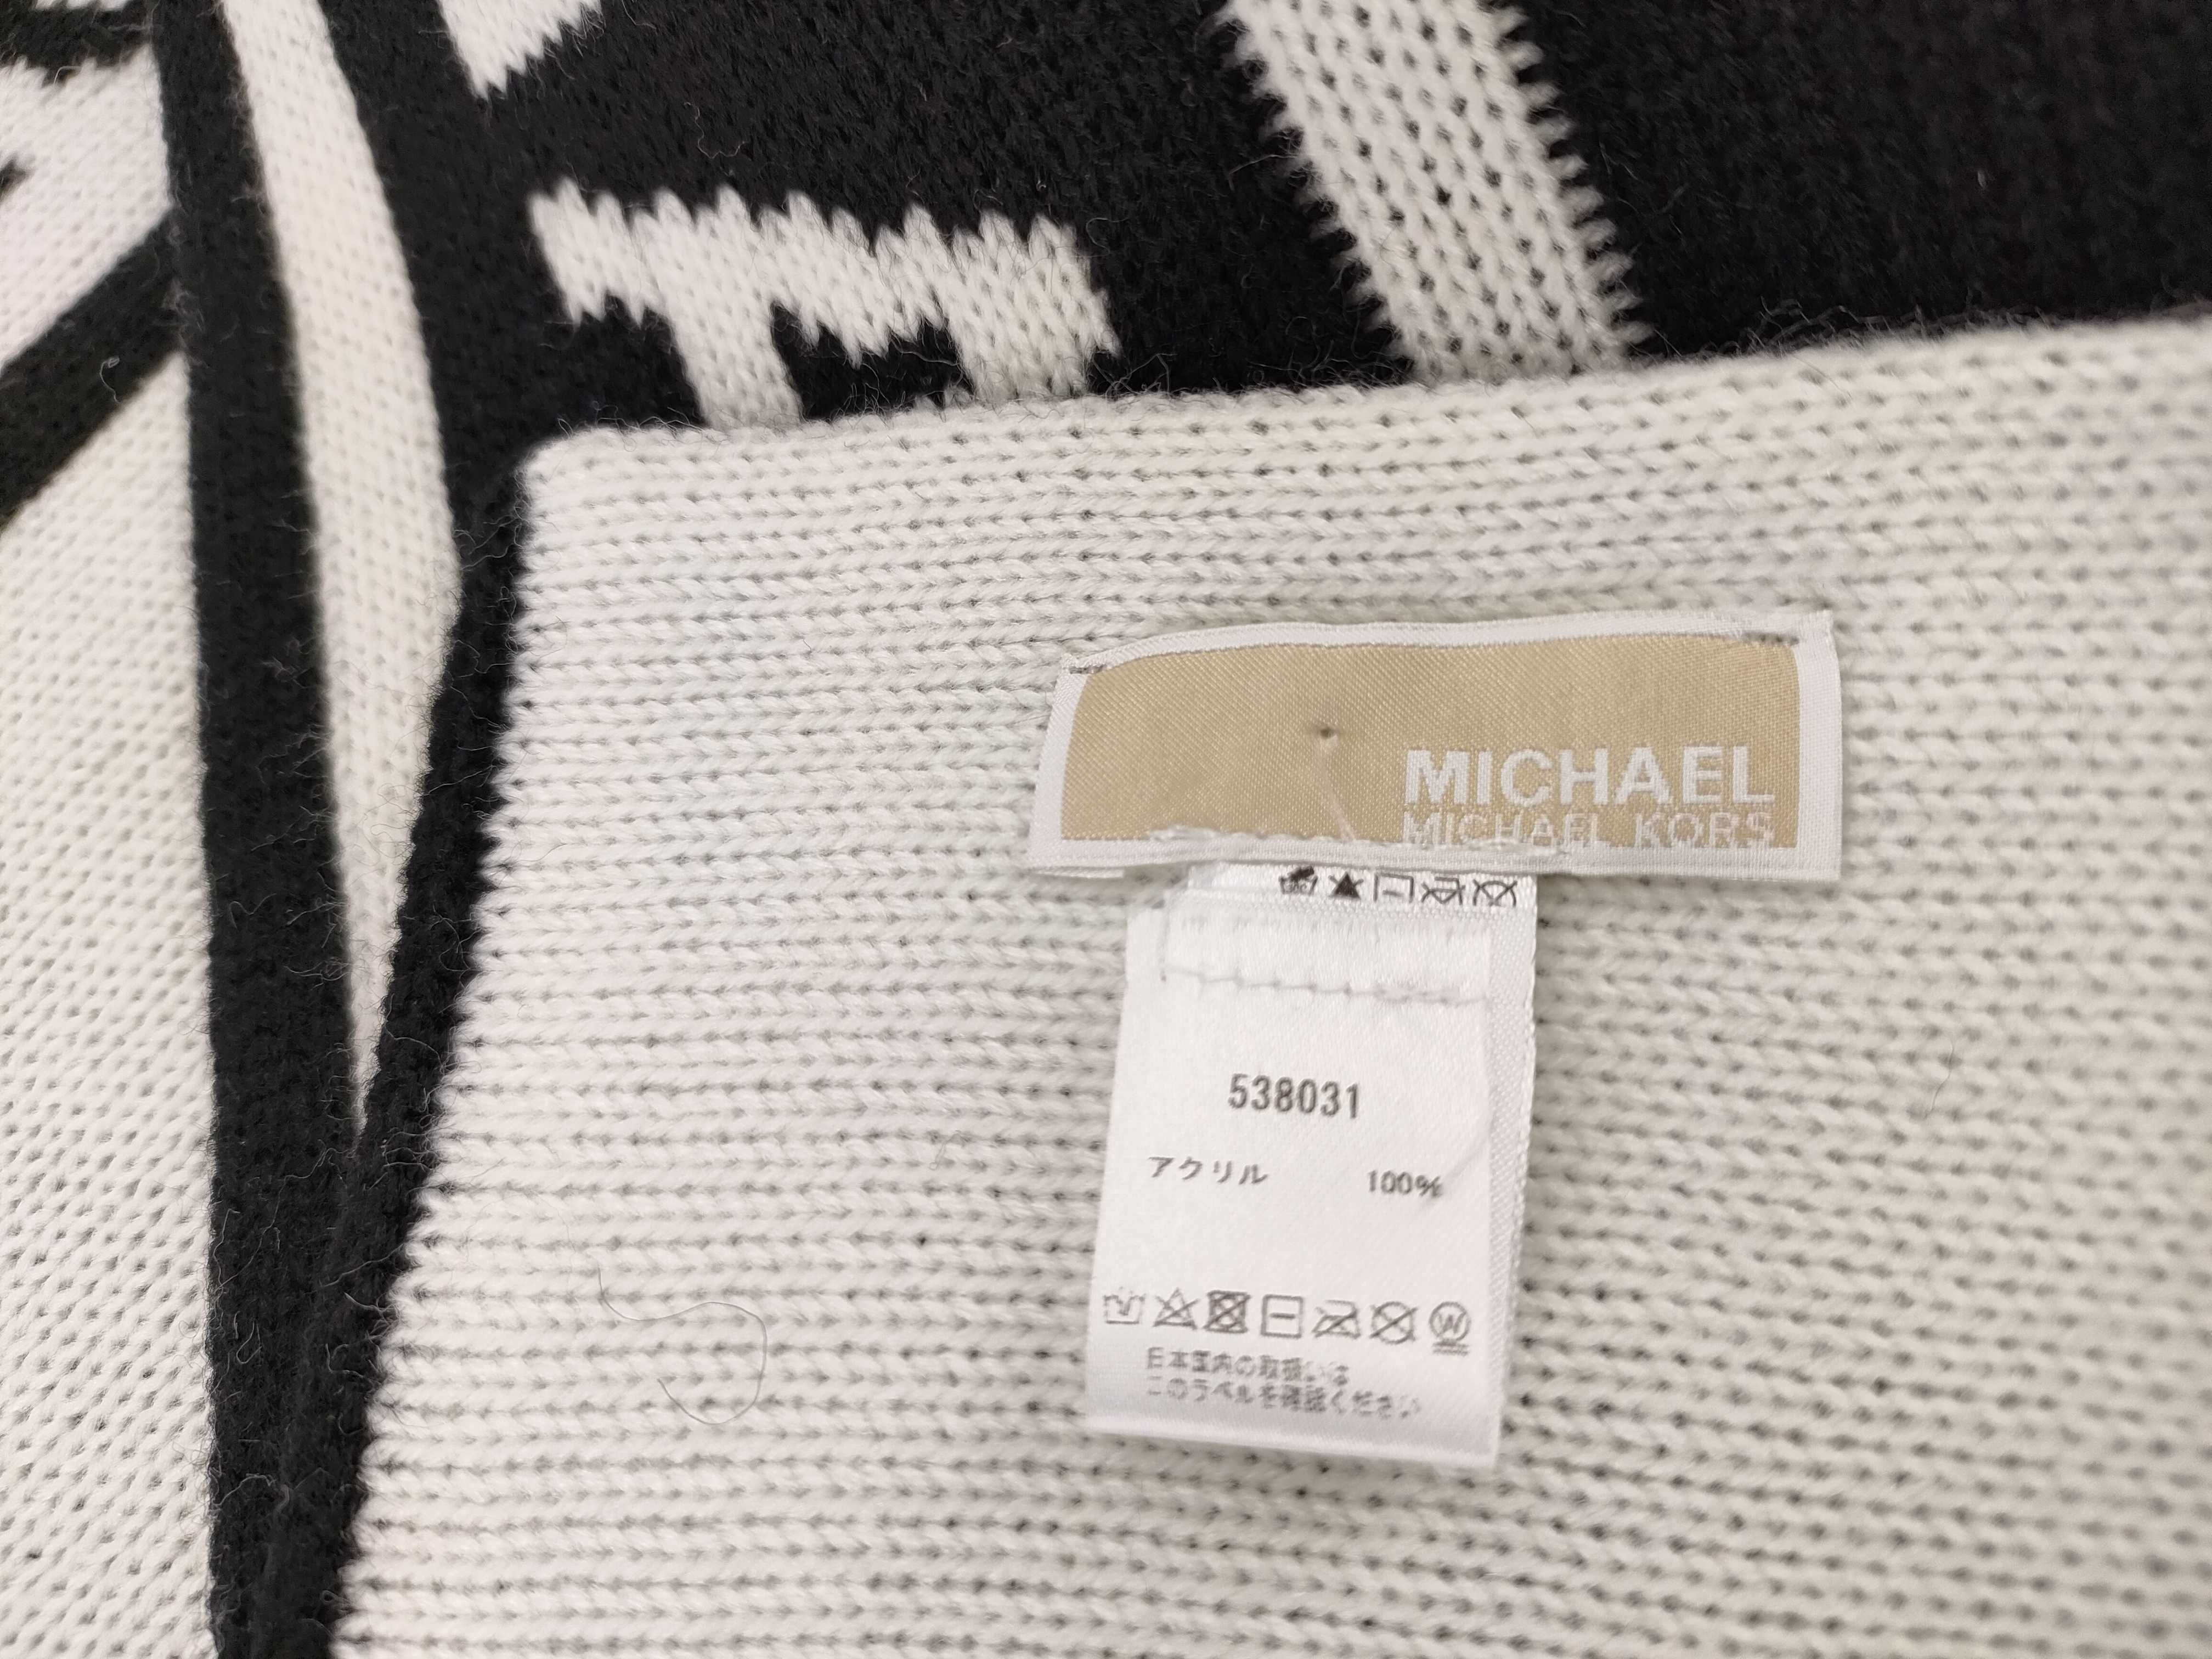 MICHAEL
MICHAEL KORS
538031
アクリル 100%
W
日本国内の取扱いは
このラベルを確認ください